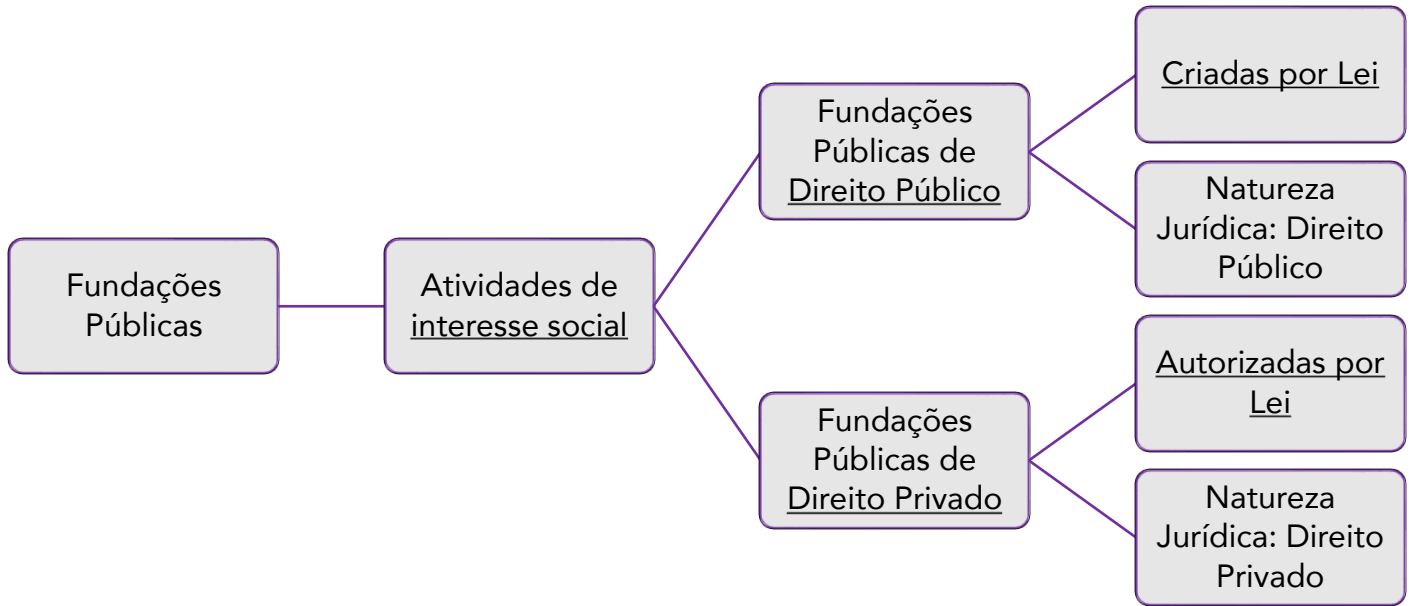 Fundações
Públicas
Atividades de
interesse social
Fundações
Públicas de
Direito Público
Criadas por Lei
Natureza
Jurídica: Direito
Público
Fundações
Públicas de
Direito Privado
Autorizadas por
Lei
Natureza
Jurídica: Direito
Privado